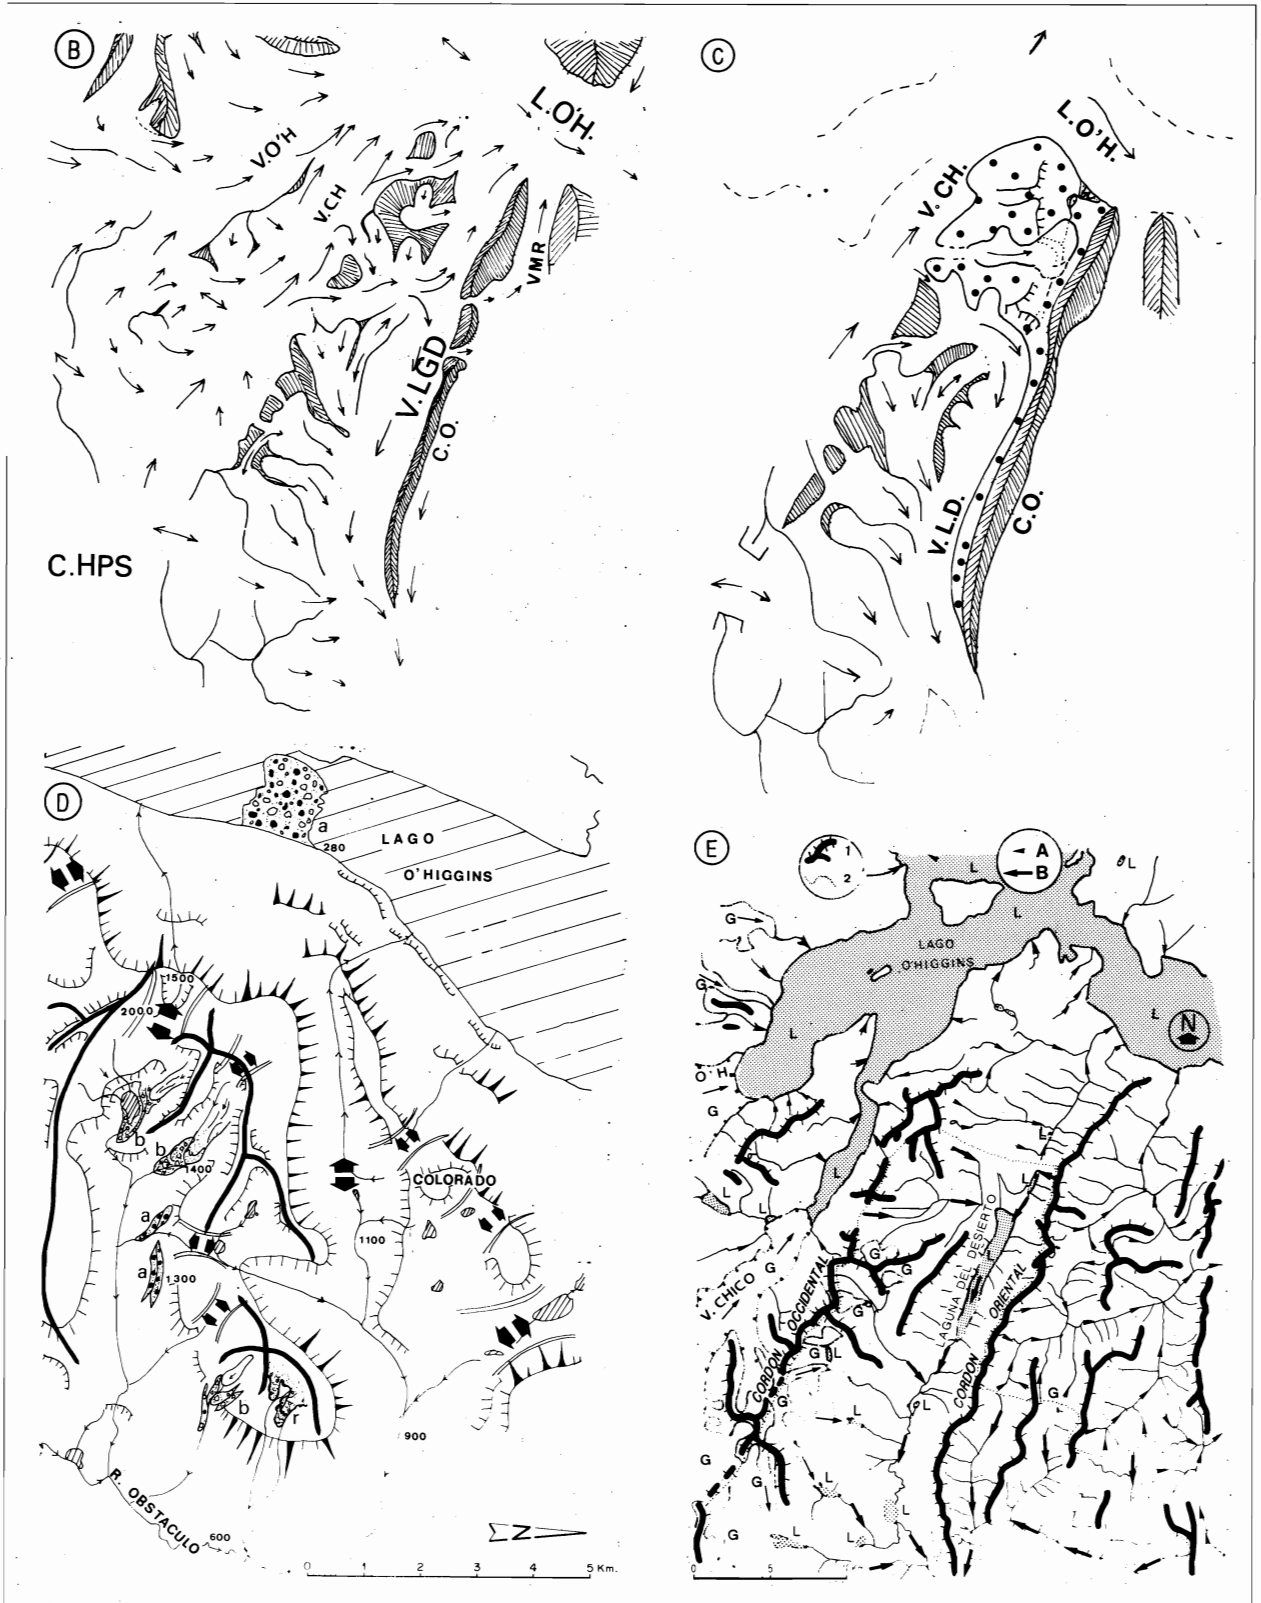 B
L.O'H.
V.O'H
V.CH
VMR
V.LGD
C.O.
C.HPS
C
L.O'H.
V.CH.
V.L.D.
C.O.
D
a
280
LAGO
O'HIGGINS
1500
2000
b
b
1400
COLORADO
a
1100
a
1300
b
r
900
R. OBSTACULO
600
N
0 1 2 3 4 5 Km.
E
1
2
A
B
L
L
G
L
LAGO
O'HIGGINS
G
L
L
N
O'H
G
L
L
L
L
V. CHICO
G
CORDON OCCIDENTAL
G
G
G
LAGUNA DEL DESIERTO
CORDON ORIENTAL
G
L
G
L
L
G
G
G
L
L
G
L
L
0 5